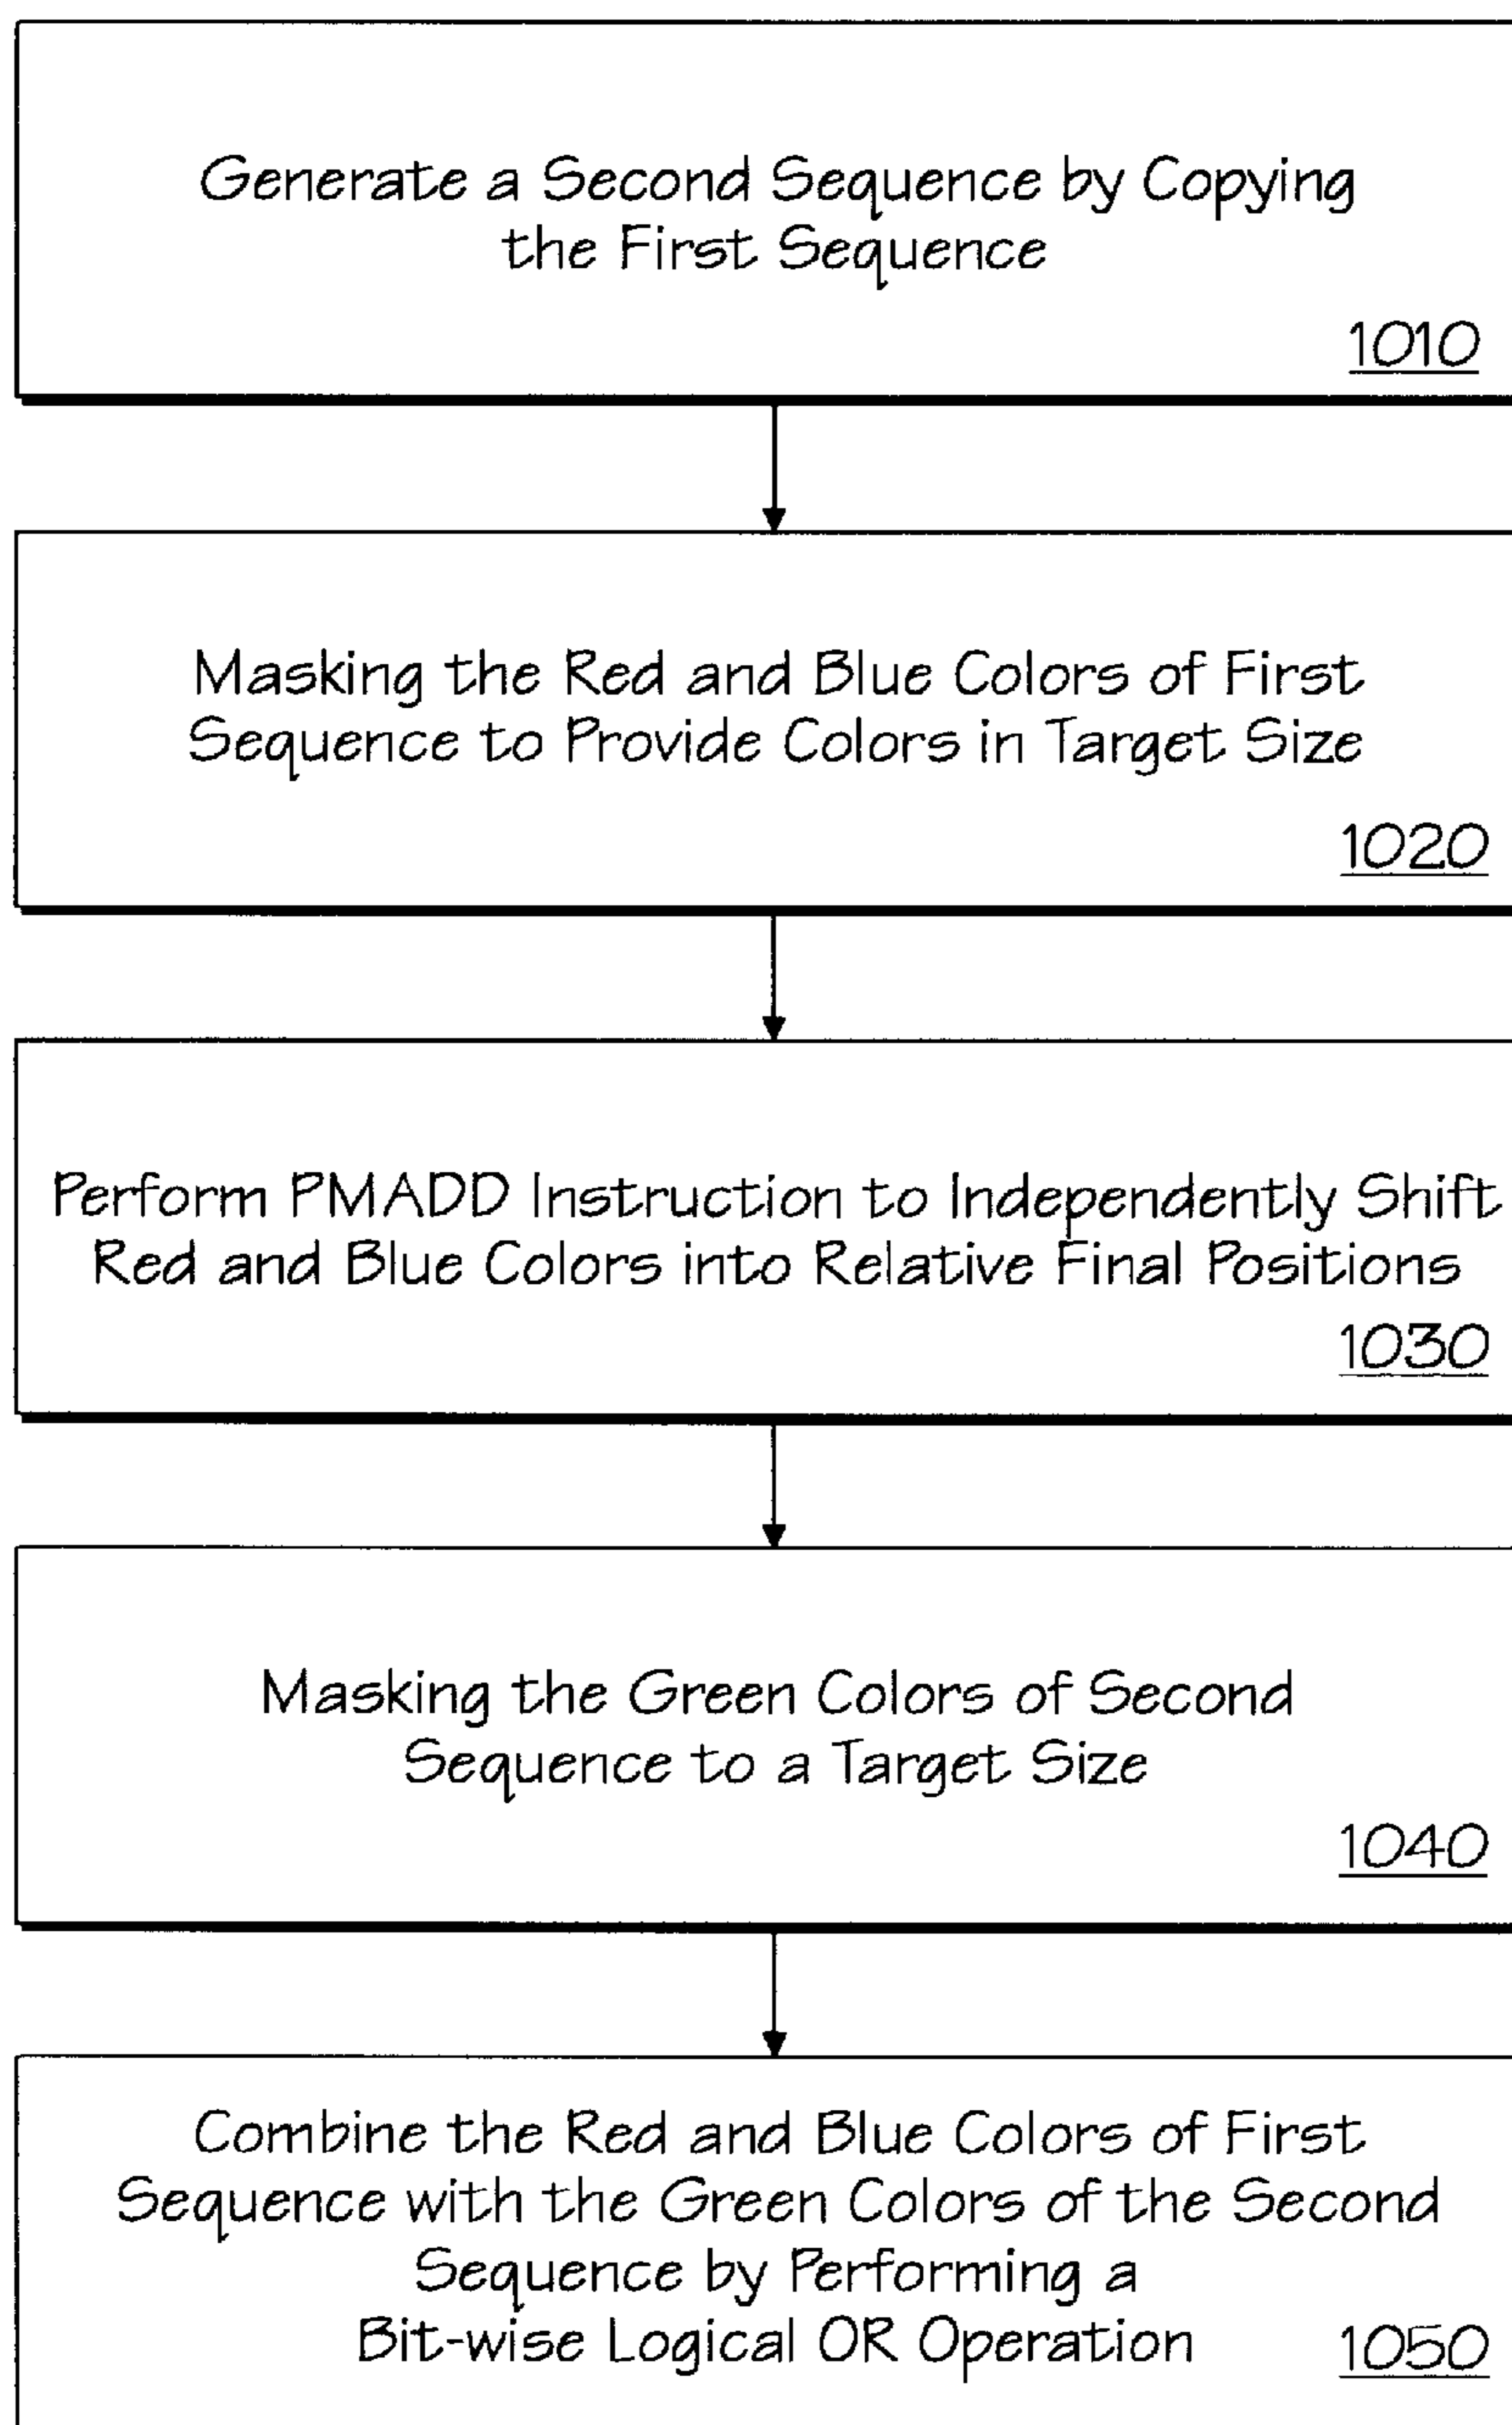 Generate a Second Sequence by Copying
the First Sequence
1010
Masking the Red and Blue Colors of First
Sequence to Provide Colors in Target Size
1020
Perform PMADD Instruction to Independently Shift
Red and Blue Colors into Relative Final Positions
1030
Masking the Green Colors of Second
Sequence to a Target Size
1040
Combine the Red and Blue Colors of First
Sequence with the Green Colors of the Second
Sequence by Performing a
Bit-wise Logical OR Operation
1050